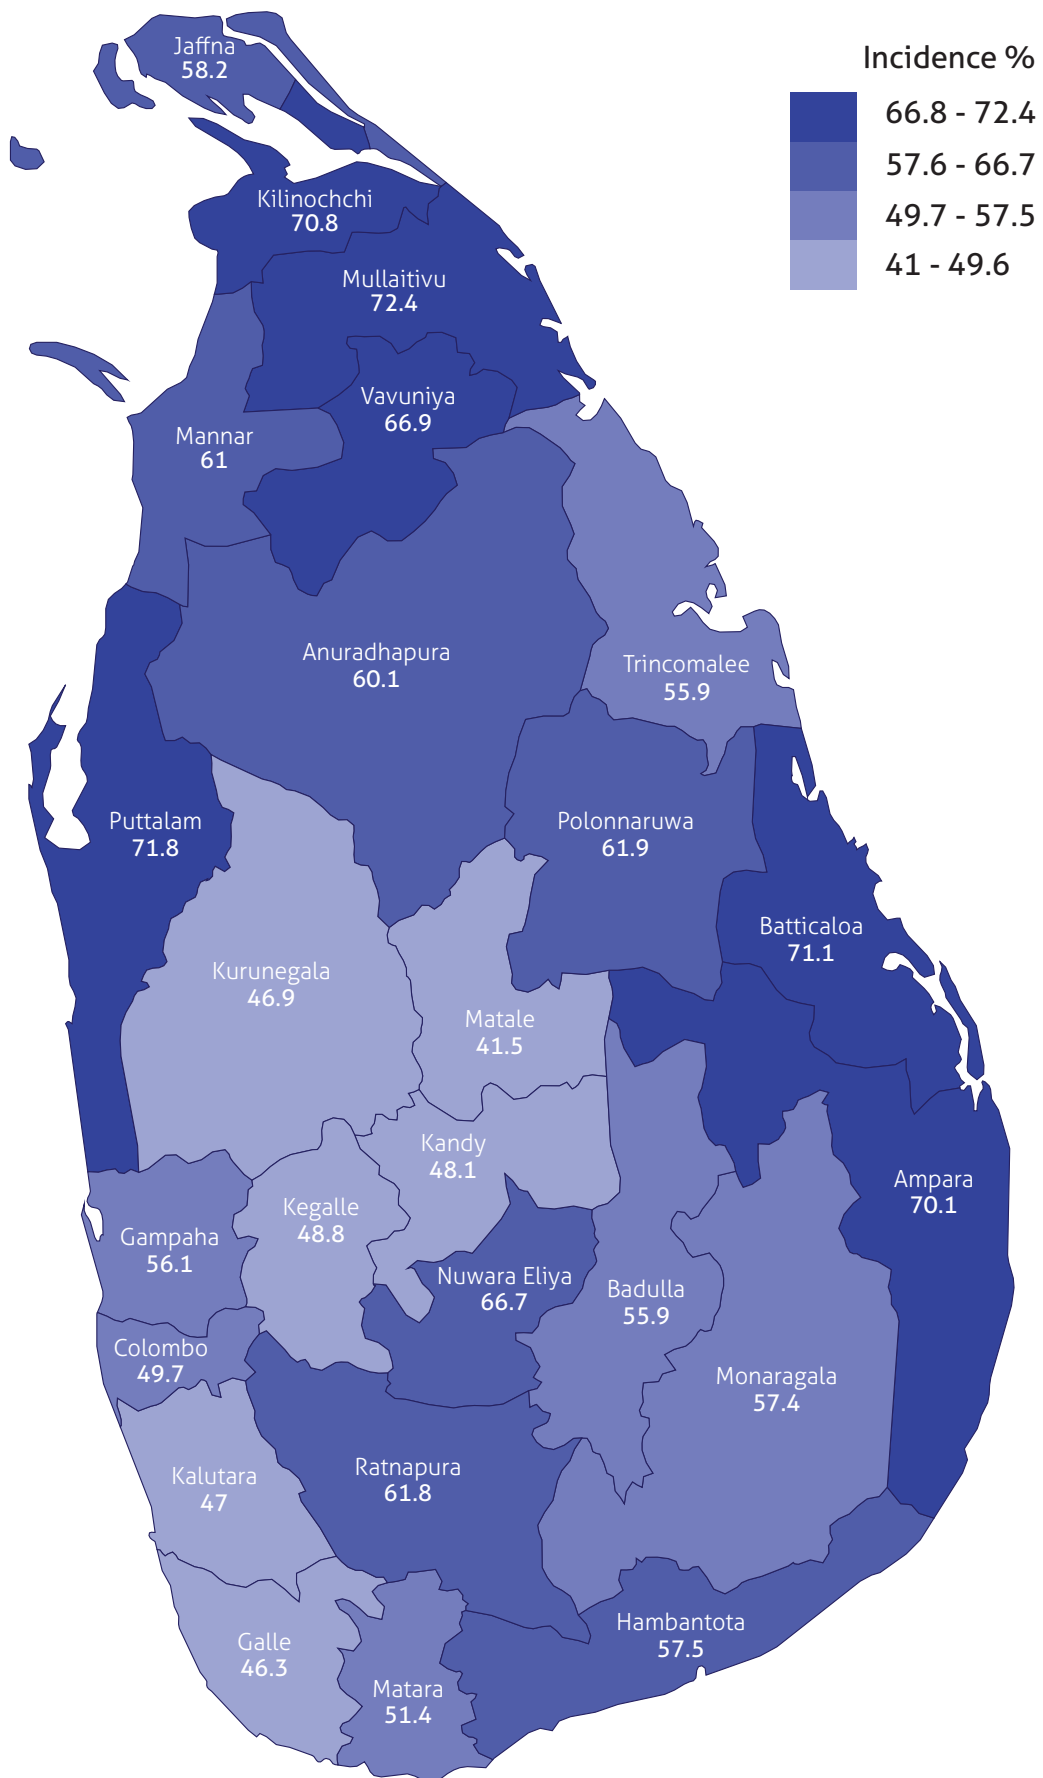 Jaffna
58.2
Incidence %
66.8 - 72.4
57.6 - 66.7
49.7 - 57.5
41 - 49.6
Kilinochchi
70.8
Mullaitivu
72.4
Vavuniya
66.9
Mannar
61
Anuradhapura
60.1
Trincomalee
55.9
Puttalam
71.8
Polonnaruwa
61.9
Batticaloa
71.1
Kurunegala
46.9
Matale
41.5
Kandy
48.1
Ampara
70.1
Kegalle
48.8
Gampaha
56.1
Nuwara Eliya
66.7
Badulla
55.9
Colombo
49.7
Monaragala
57.4
Ratnapura
61.8
Kalutara
47
Hambantota
57.5
Galle
46.3
Matara
51.4